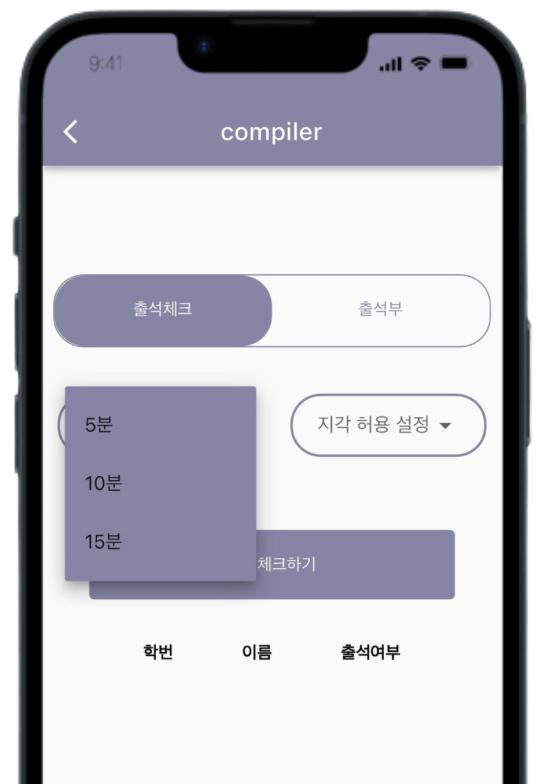 9:41
compiler
출석체크 출석부
5분
지각 허용 설정
10분
15분
체크하기
학번 이름 출석여부